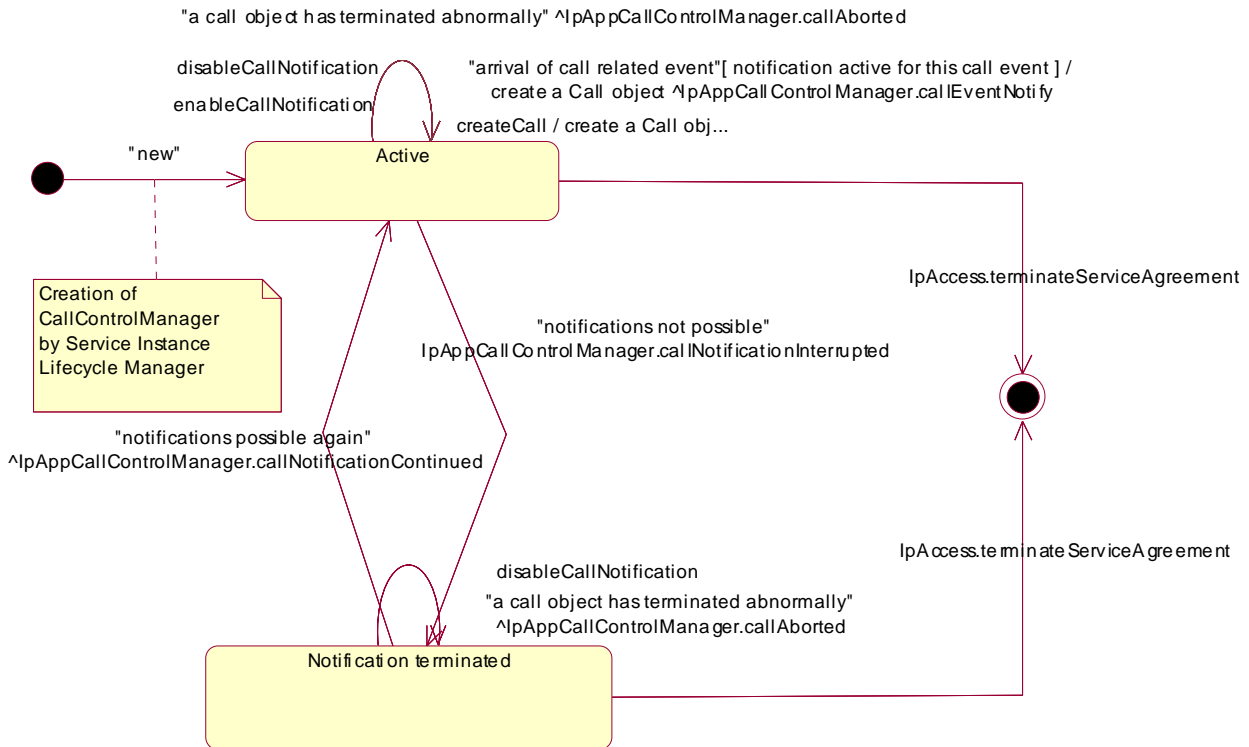 "a call object has terminated abnormally" ^IpAppCallControlManager.callAborted
disableCallNotification
"arrival of call related event"[ notification active for this call event ] /
enableCallNotification
create a Call object ^IpAppCallControlManager.callEventNotify
createCall / create a Call obj...
"new"
Active
IpAccess.terminateServiceAgreement
Creation of
CallControlManager
by Service Instance
Lifecycle Manager
"notifications not possible"
IpAppCallControlManager.callNotificationInterrupted
"notifications possible again"
^IpAppCallControlManager.callNotificationContinued
IpAccess.terminateServiceAgreement
disableCallNotification
"a call object has terminated abnormally"
^IpAppCallControlManager.callAborted
Notification terminated